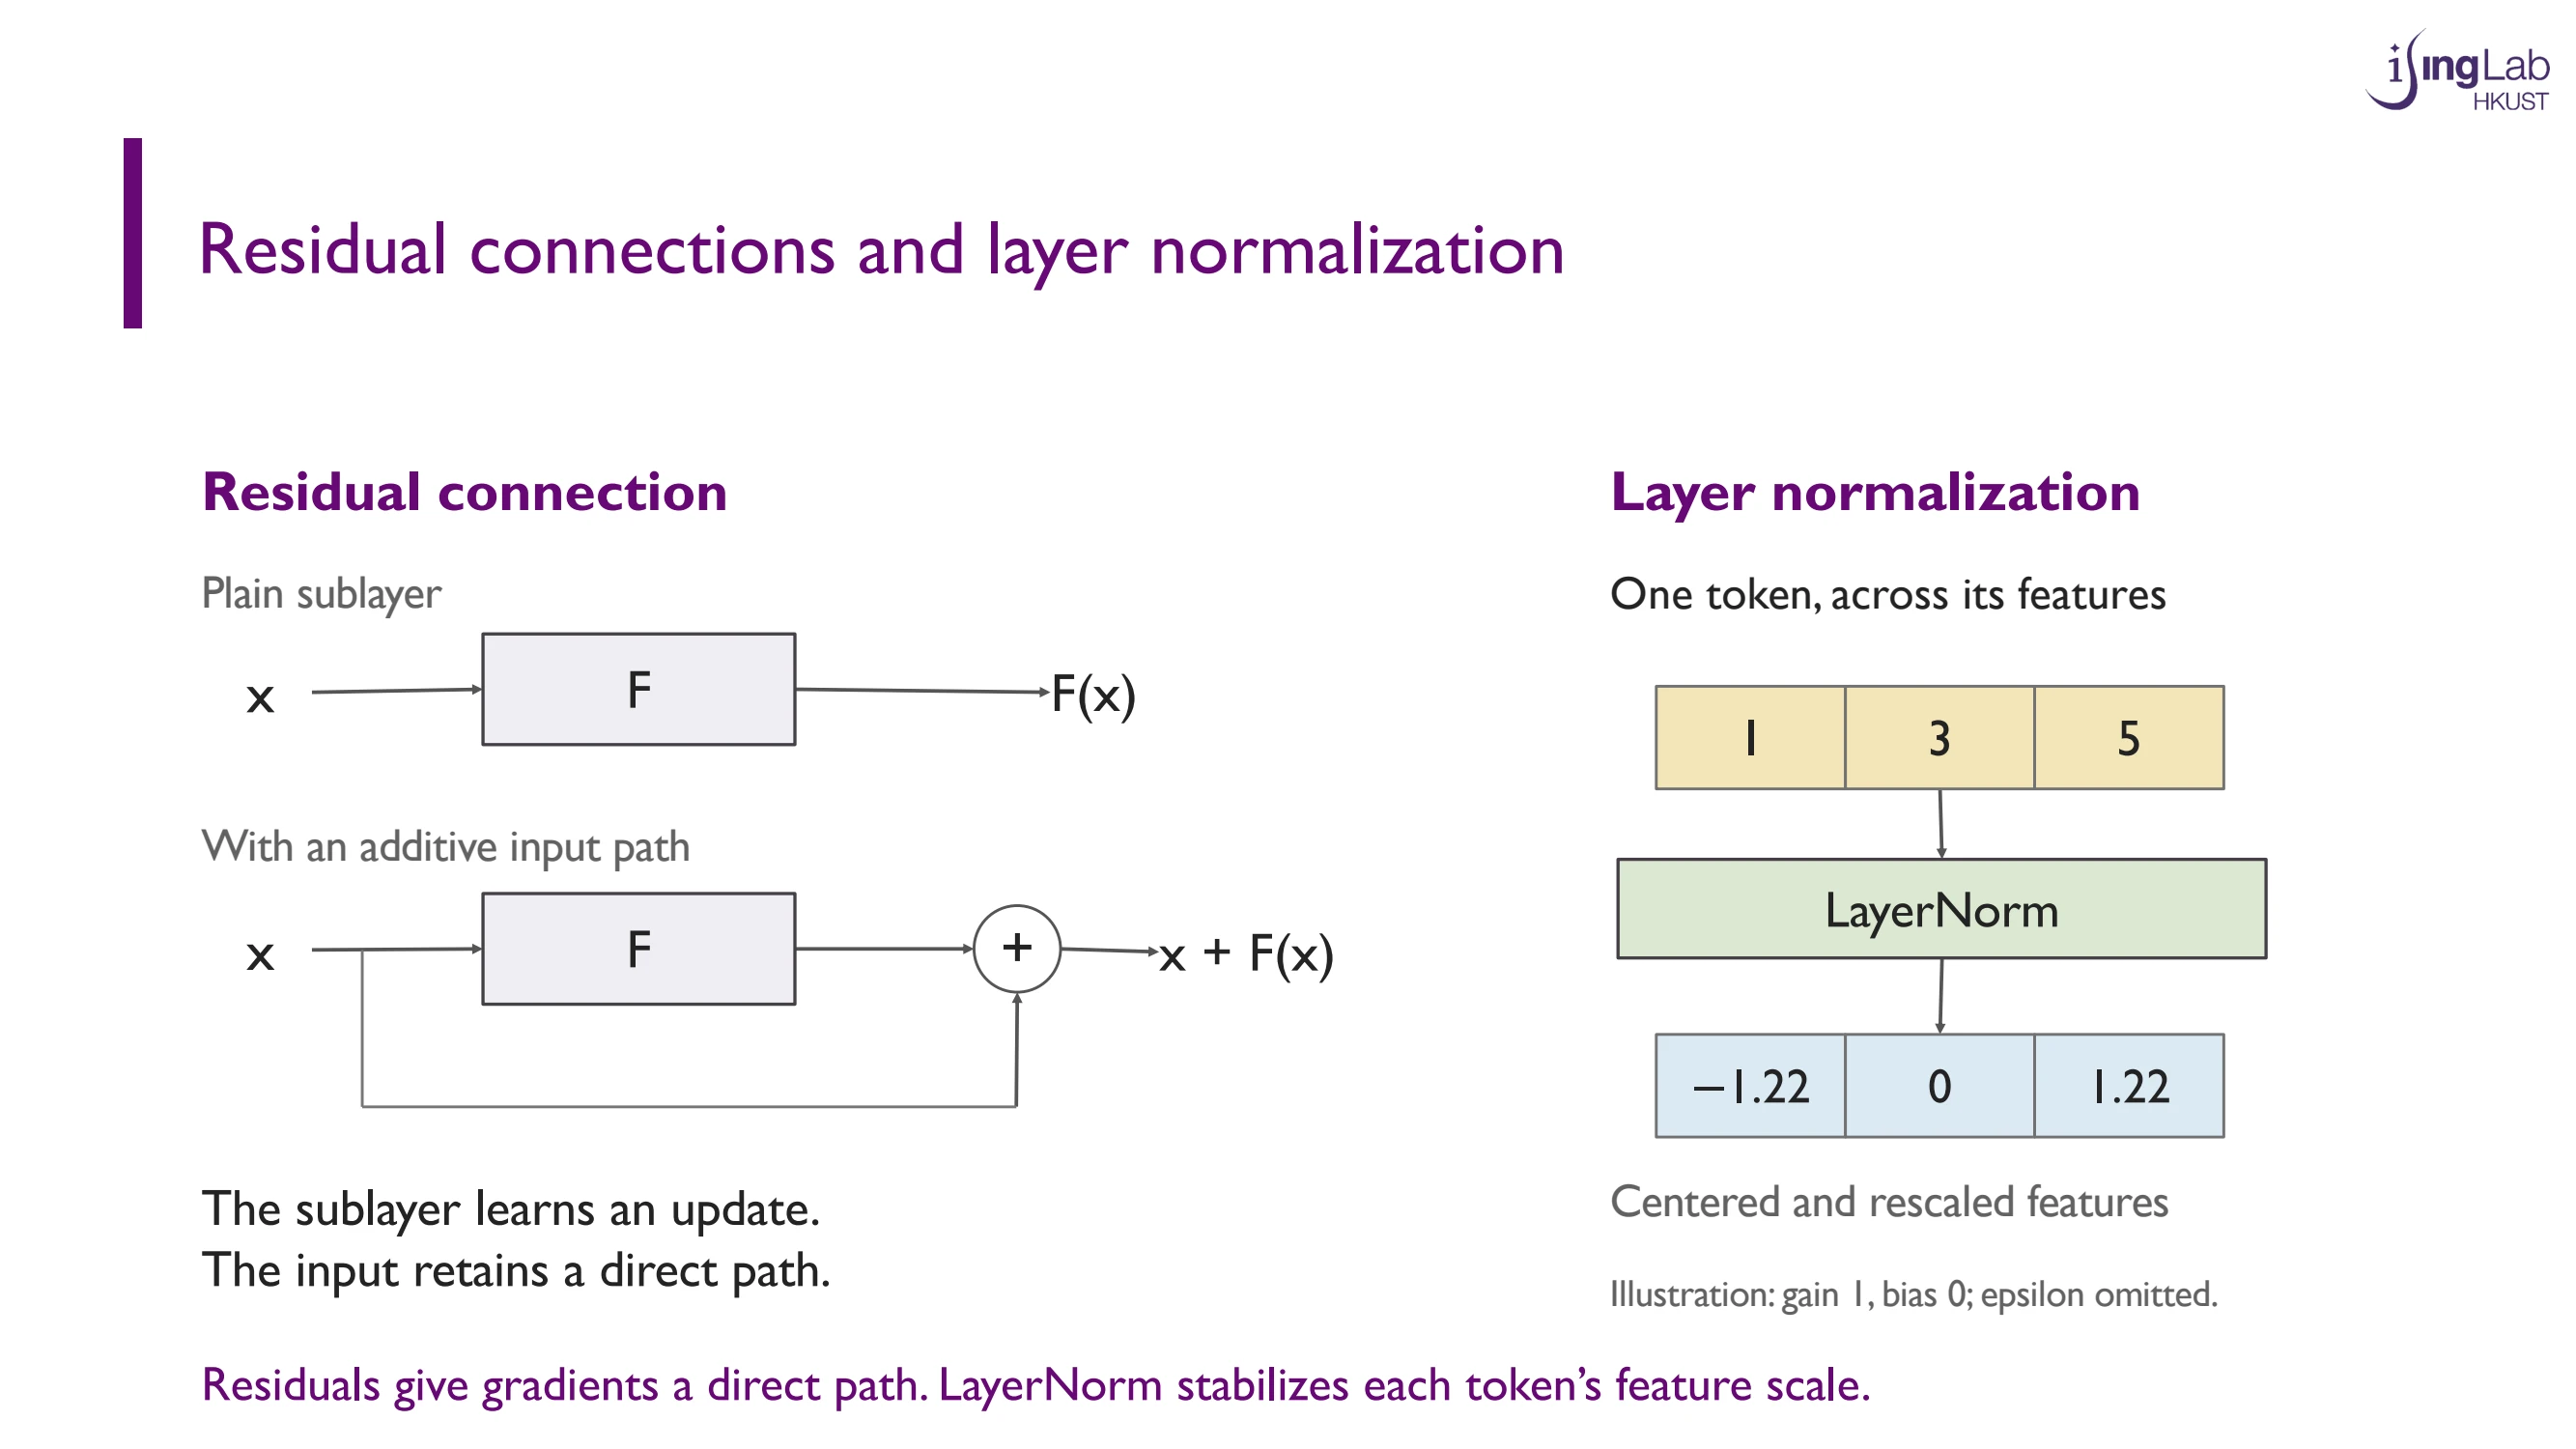 iSingLab
HKUST
Residual connections and layer normalization
Residual connection
Plain sublayer
x
F
F(x)
With an additive input path
x
F
+
x + F(x)
The sublayer learns an update.
The input retains a direct path.
Layer normalization
One token, across its features
1 3 5
LayerNorm
−1.22 0 1.22
Centered and rescaled features
Illustration: gain 1, bias 0; epsilon omitted.
Residuals give gradients a direct path. LayerNorm stabilizes each token’s feature scale.